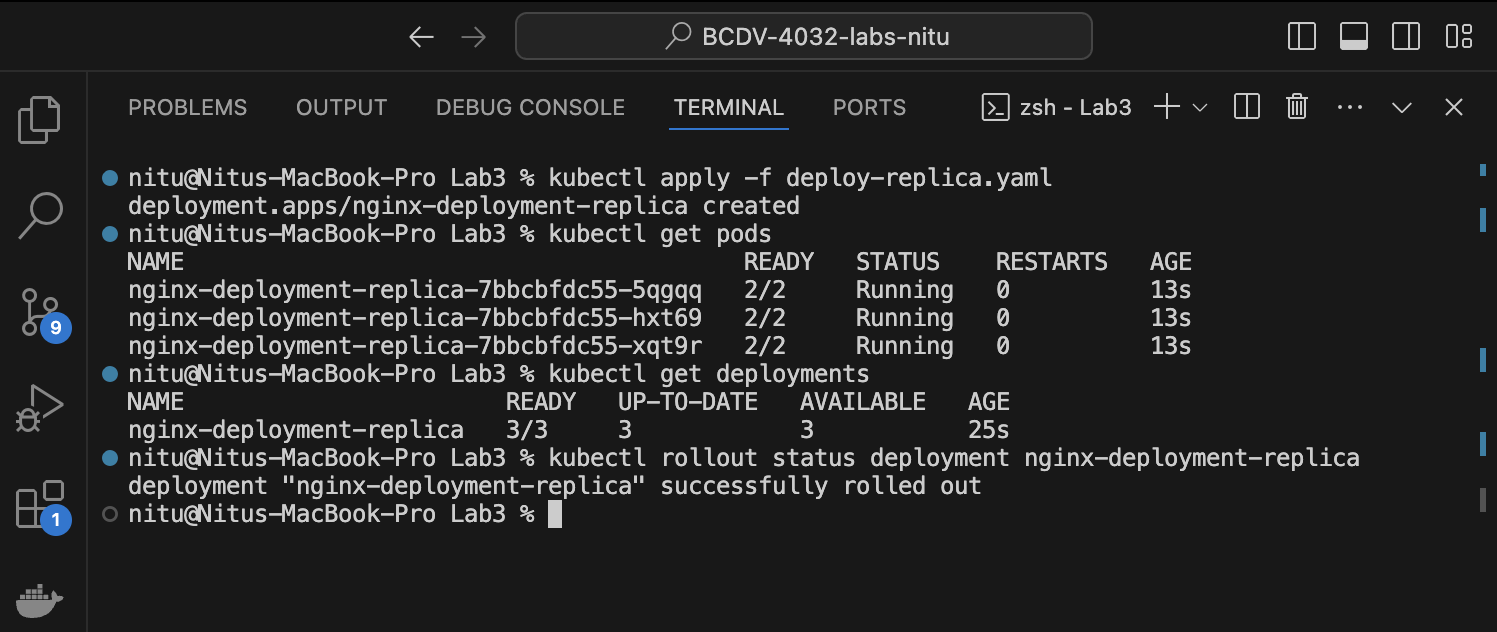 BCDV-4032-labs-nitu
PROBLEMS OUTPUT DEBUG CONSOLE TERMINAL PORTS zsh - Lab3
nitu@Nitus-MacBook-Pro Lab3 % kubectl apply -f deploy-replica.yaml
deployment.apps/nginx-deployment-replica created
nitu@Nitus-MacBook-Pro Lab3 % kubectl get pods
NAME READY STATUS RESTARTS AGE
nginx-deployment-replica-7bbcbfdc55-5qgqq 2/2 Running 0 13s
nginx-deployment-replica-7bbcbfdc55-hxt69 2/2 Running 0 13s
nginx-deployment-replica-7bbcbfdc55-xqt9r 2/2 Running 0 13s
nitu@Nitus-MacBook-Pro Lab3 % kubectl get deployments
NAME READY UP-TO-DATE AVAILABLE AGE
nginx-deployment-replica 3/3 3 3 25s
nitu@Nitus-MacBook-Pro Lab3 % kubectl rollout status deployment nginx-deployment-replica
deployment "nginx-deployment-replica" successfully rolled out
nitu@Nitus-MacBook-Pro Lab3 %
9
1